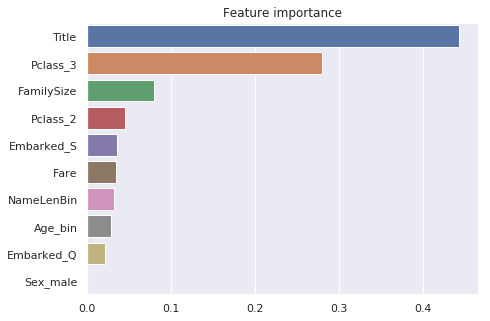 Feature importance
Title
Pclass_3
FamilySize
Pclass_2
Embarked_S
Fare
NameLenBin
Age_bin
Embarked_Q
Sex_male
0.0 0.1 0.2 0.3 0.4